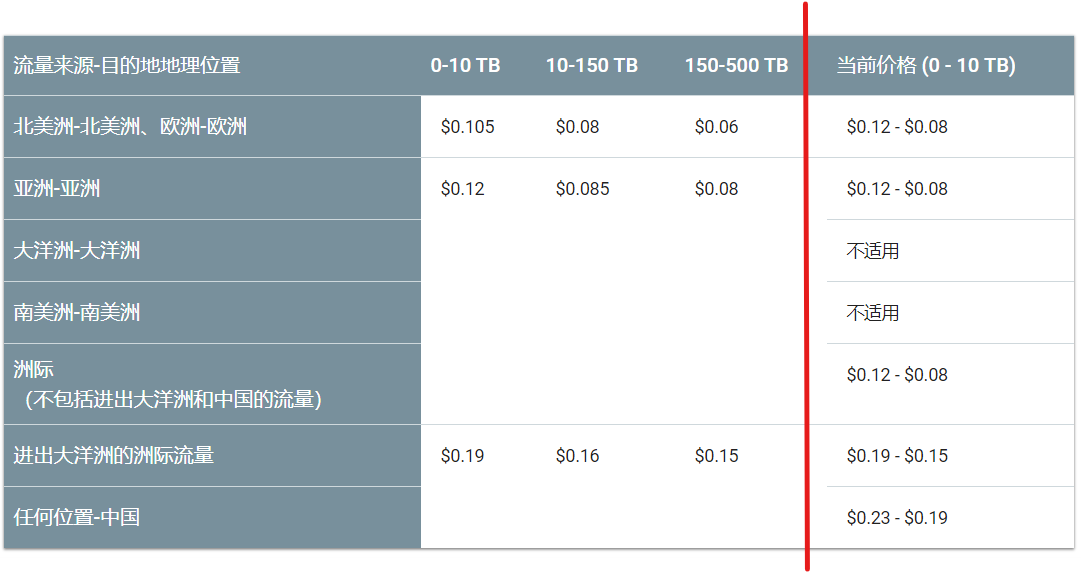 流量来源-目的地地理位置 0-10 TB 10-150 TB 150-500 TB 当前价格 (0 - 10 TB)
北美洲-北美洲、欧洲-欧洲 $0.105 $0.08 $0.06 $0.12 - $0.08
亚洲-亚洲 $0.12 $0.085 $0.08 $0.12 - $0.08
大洋洲-大洋洲 不适用
南美洲-南美洲 不适用
洲际 $0.12 - $0.08
（不包括进出大洋洲和中国的流量）
进出大洋洲的洲际流量 $0.19 $0.16 $0.15 $0.19 - $0.15
任何位置-中国 $0.23 - $0.19